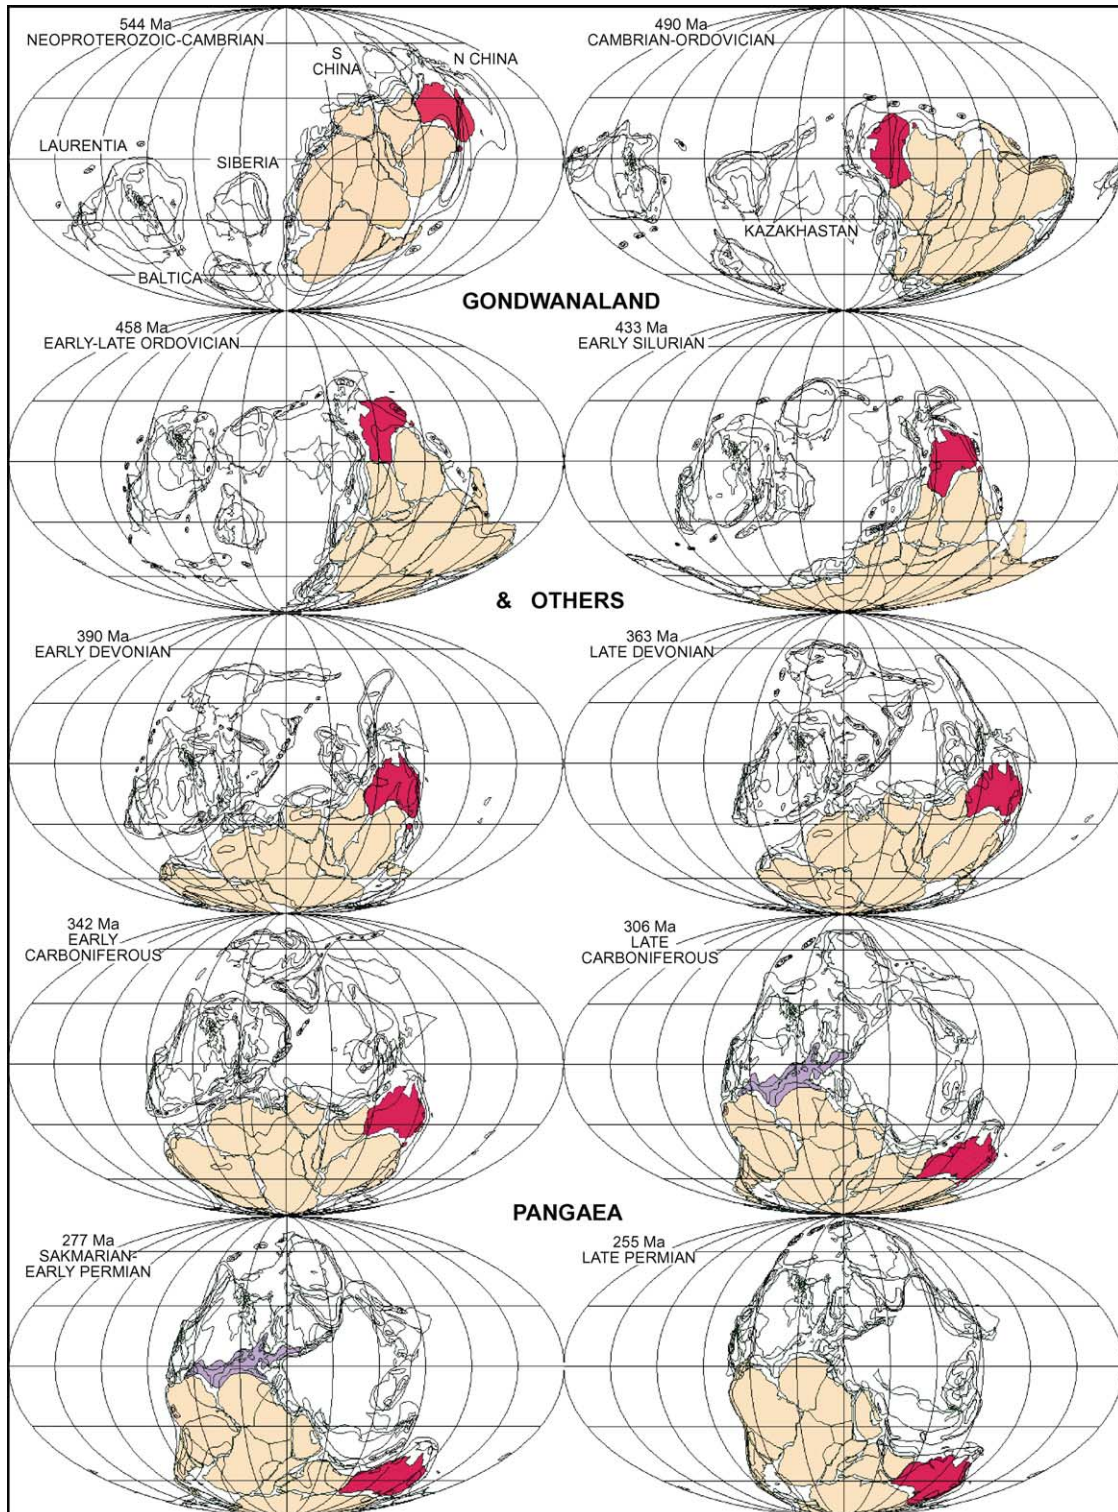 544 Ma
NEOPROTEROZOIC-CAMBRIAN
S
CHINA
N CHINA
LAURENTIA
SIBERIA
BALTICA
490 Ma
CAMBRIAN-ORDOVICIAN
KAZAKHASTAN
GONDWANALAND
458 Ma
EARLY-LATE ORDOVICIAN
433 Ma
EARLY SILURIAN
& OTHERS
390 Ma
EARLY DEVONIAN
363 Ma
LATE DEVONIAN
342 Ma
EARLY
CARBONIFEROUS
306 Ma
LATE
CARBONIFEROUS
PANGAEA
277 Ma
SAKMARIAN-
EARLY PERMIAN
255 Ma
LATE PERMIAN